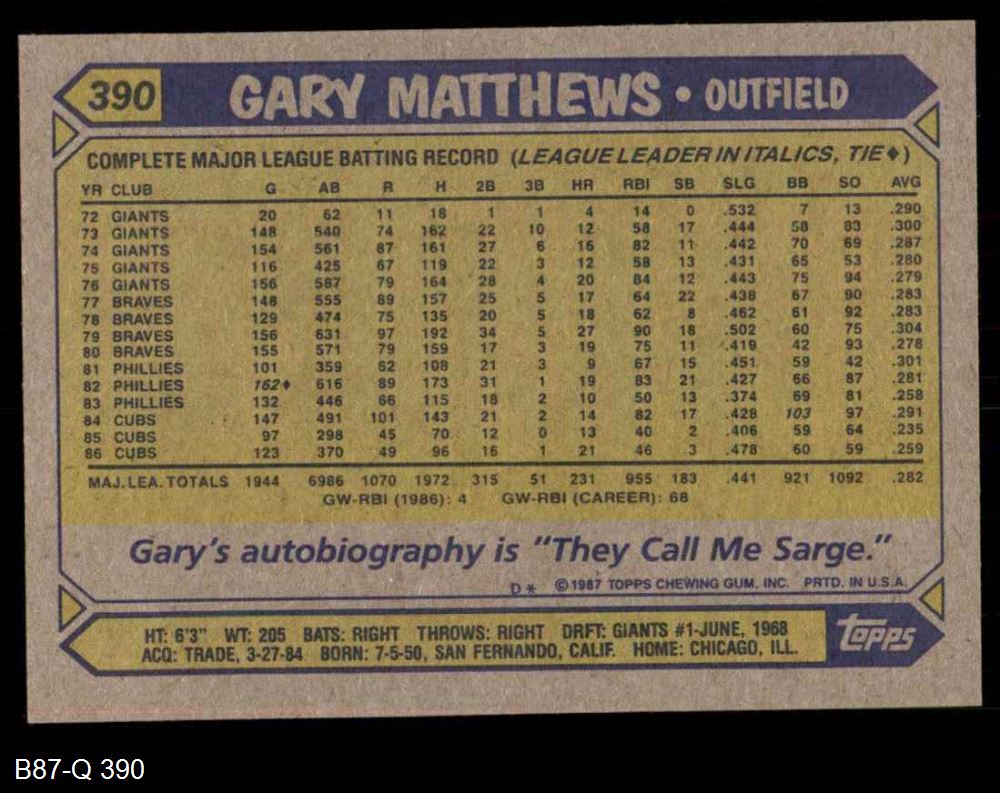 390 GARY MATTHEWS • OUTFIELD
COMPLETE MAJOR LEAGUE BATTING RECORD (LEAGUE LEADER IN ITALICS, TIE♦)
YR CLUB G AB R H 2B 3B HR RBI SB SLG BB SO AVG
72 GIANTS 20 62 11 18 1 1 4 14 0 .532 7 13 .290
73 GIANTS 148 540 74 162 22 10 12 58 17 .444 58 83 .300
74 GIANTS 154 561 87 161 27 6 16 82 11 .442 70 69 .287
75 GIANTS 116 425 67 119 22 3 12 58 13 .431 65 53 .280
76 GIANTS 156 587 79 164 28 4 20 84 12 .443 75 94 .279
77 BRAVES 148 555 89 157 25 5 17 64 22 .438 67 90 .283
78 BRAVES 129 474 75 135 20 5 18 62 8 .462 61 92 .283
79 BRAVES 156 631 97 192 34 5 27 90 18 .502 60 75 .304
80 BRAVES 155 571 79 159 17 3 19 75 11 .419 42 93 .278
81 PHILLIES 101 359 62 108 21 3 9 67 15 .451 59 42 .301
82 PHILLIES 162♦ 616 89 173 31 1 19 83 21 .427 66 87 .281
83 PHILLIES 132 446 66 115 18 2 10 50 13 .374 69 81 .258
84 CUBS 147 491 101 143 21 2 14 82 17 .428 103 97 .291
85 CUBS 97 298 45 70 12 0 13 40 2 .406 59 64 .235
86 CUBS 123 370 49 96 16 1 21 46 3 .478 60 59 .259
MAJ.LEA.TOTALS 1944 6986 1070 1972 315 51 231 955 183 .441 921 1092 .282
GW-RBI (1986): 4 GW-RBI (CAREER): 68
Gary's autobiography is "They Call Me Sarge."
D* ©1987 TOPPS CHEWING GUM, INC. PRTD. IN U.S.A.
HT: 6'3" WT: 205 BATS: RIGHT THROWS: RIGHT DRFT: GIANTS #1-JUNE, 1968
ACQ: TRADE, 3-27-84 BORN: 7-5-50, SAN FERNANDO, CALIF. HOME: CHICAGO, ILL.
topps
B87-Q 390